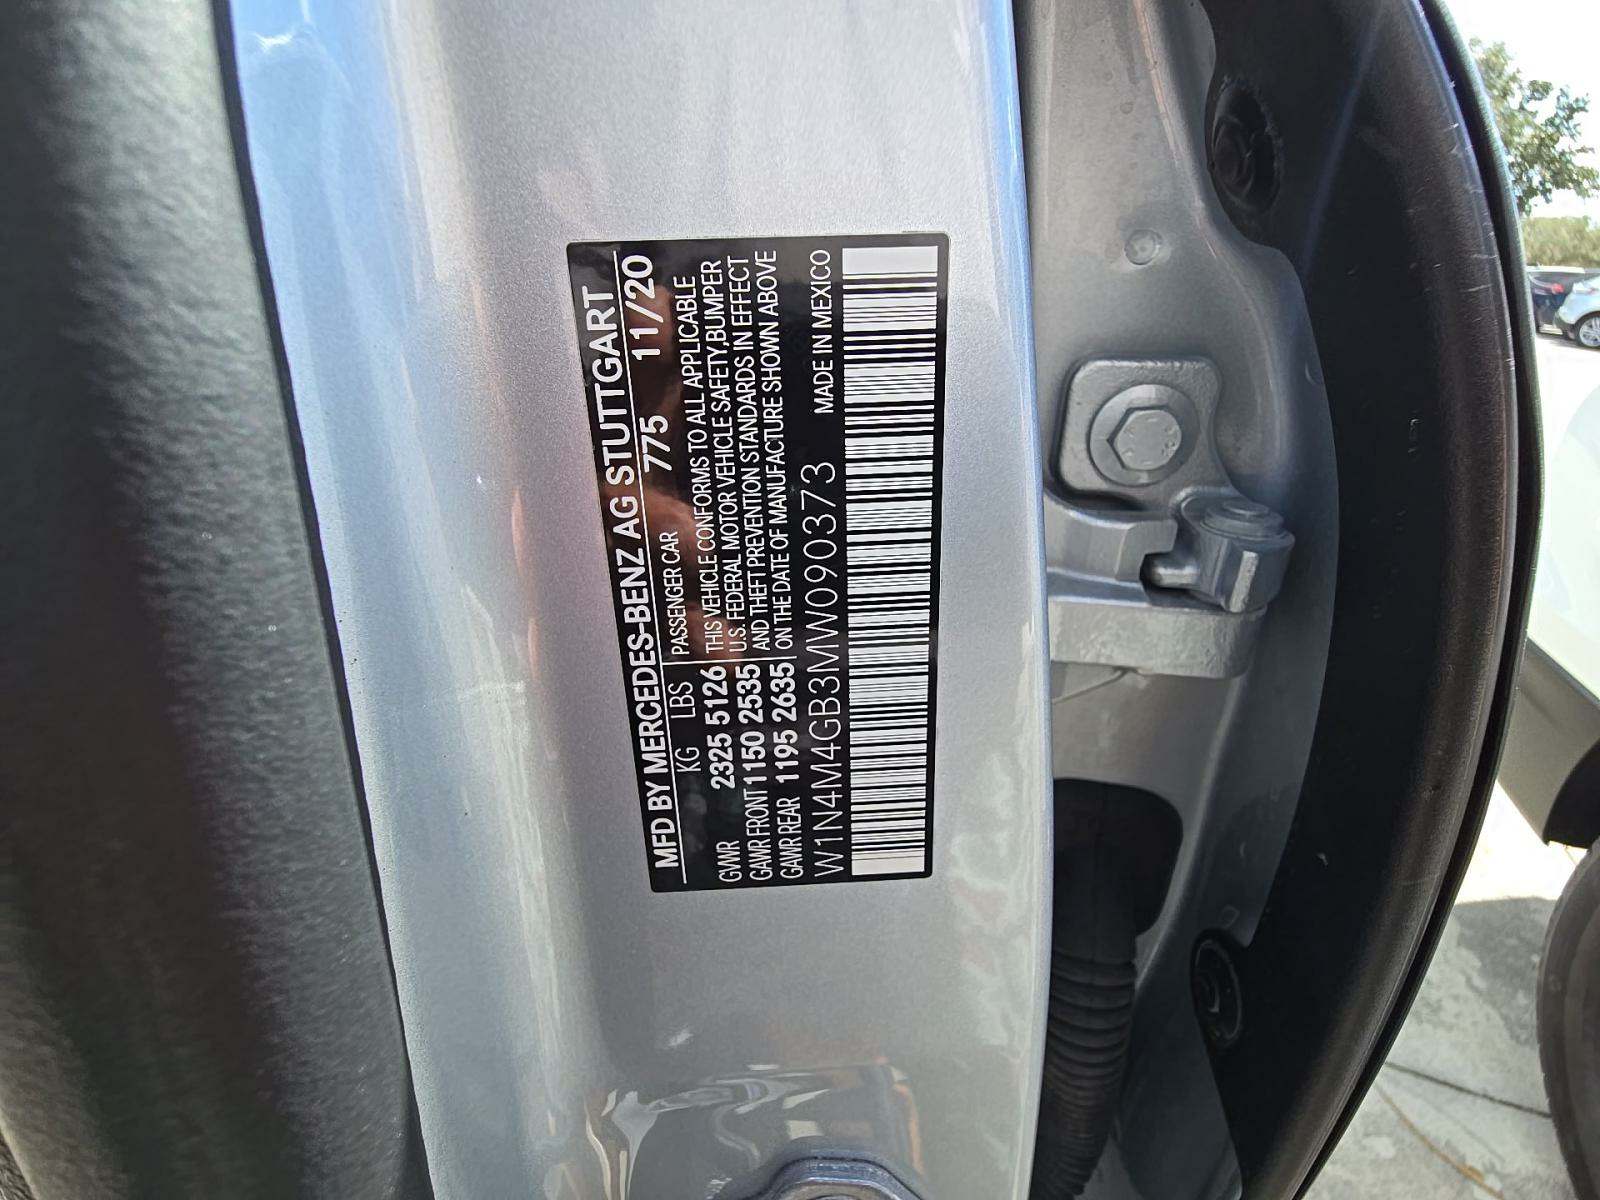 MFD BY MERCEDES-BENZ AG STUTTGART
775 11/20
KG LBS PASSENGER CAR
GWR 2325 5126 THIS VEHICLE CONFORMS TO ALL APPLICABLE
GAWR FRONT 1150 2535 U.S. FEDERAL MOTOR VEHICLE SAFETY,BUMPER
GAWR REAR 1195 2635 AND THEFT PREVENTION STANDARDS IN EFFECT
ON THE DATE OF MANUFACTURE SHOWN ABOVE
W1N4M4GB3MW090373 MADE IN MEXICO